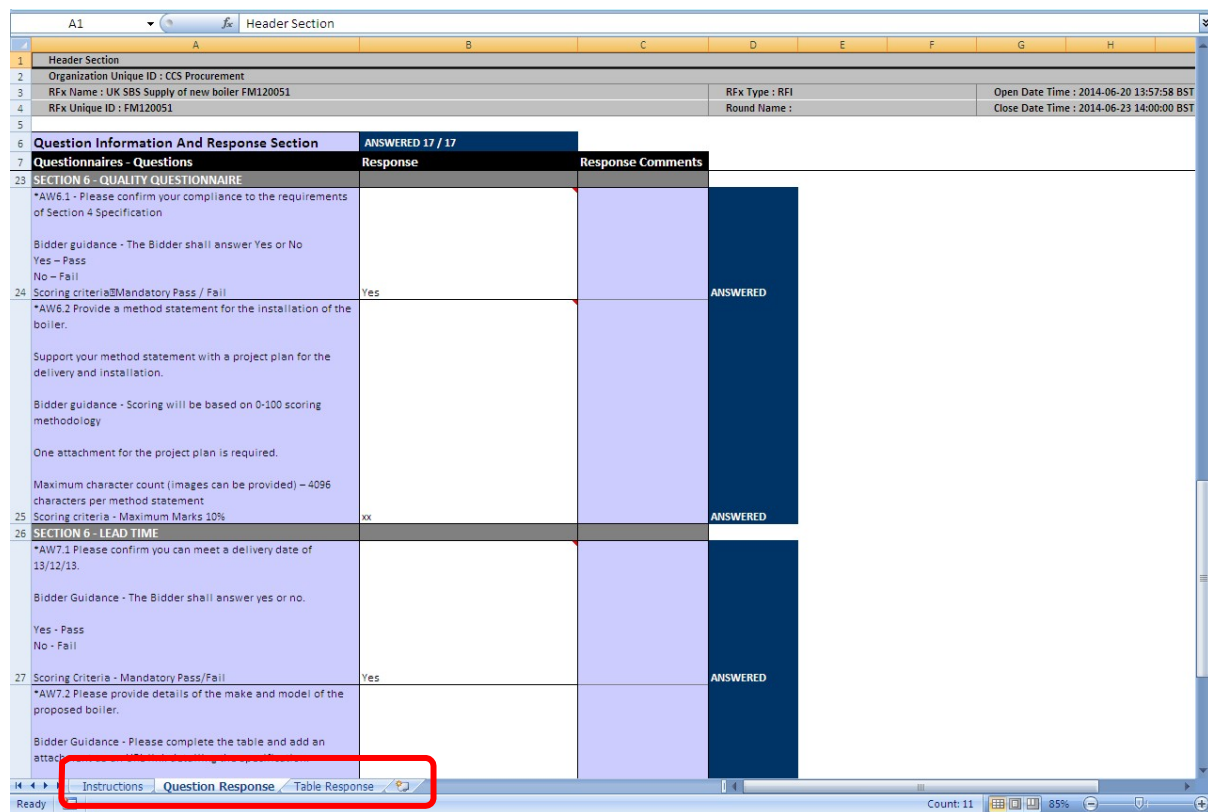 A1 fx Header Section
A B C D E F G H
1 Header Section
2 Organization Unique ID : CCS Procurement
3 RFx Name : UK SBS Supply of new boiler FM120051 RFx Type : RFI Open Date Time : 2014-06-20 13:57:58 BST
4 RFx Unique ID : FM120051 Round Name : Close Date Time : 2014-06-23 14:00:00 BST
5
6 Question Information And Response Section ANSWERED 17 / 17
7 Questionnaires - Questions Response Response Comments
23 SECTION 6 - QUALITY QUESTIONNAIRE
*AW6.1 - Please confirm your compliance to the requirements
of Section 4 Specification
Bidder guidance - The Bidder shall answer Yes or No
Yes – Pass
No – Fail
24 Scoring criteria Mandatory Pass / Fail Yes ANSWERED
*AW6.2 Provide a method statement for the installation of the
boiler.
Support your method statement with a project plan for the
delivery and installation.
Bidder guidance - Scoring will be based on 0-100 scoring
methodology
One attachment for the project plan is required.
Maximum character count (images can be provided) – 4096
characters per method statement
25 Scoring criteria - Maximum Marks 10% xx ANSWERED
26 SECTION 6 - LEAD TIME
*AW7.1 Please confirm you can meet a delivery date of
13/12/13.
Bidder Guidance - The Bidder shall answer yes or no.
Yes - Pass
No - Fail
27 Scoring Criteria - Mandatory Pass/Fail Yes ANSWERED
*AW7.2 Please provide details of the make and model of the
proposed boiler.
Bidder Guidance - Please complete the table and add an
Instructions Question Response Table Response
Ready Count: 11 85%